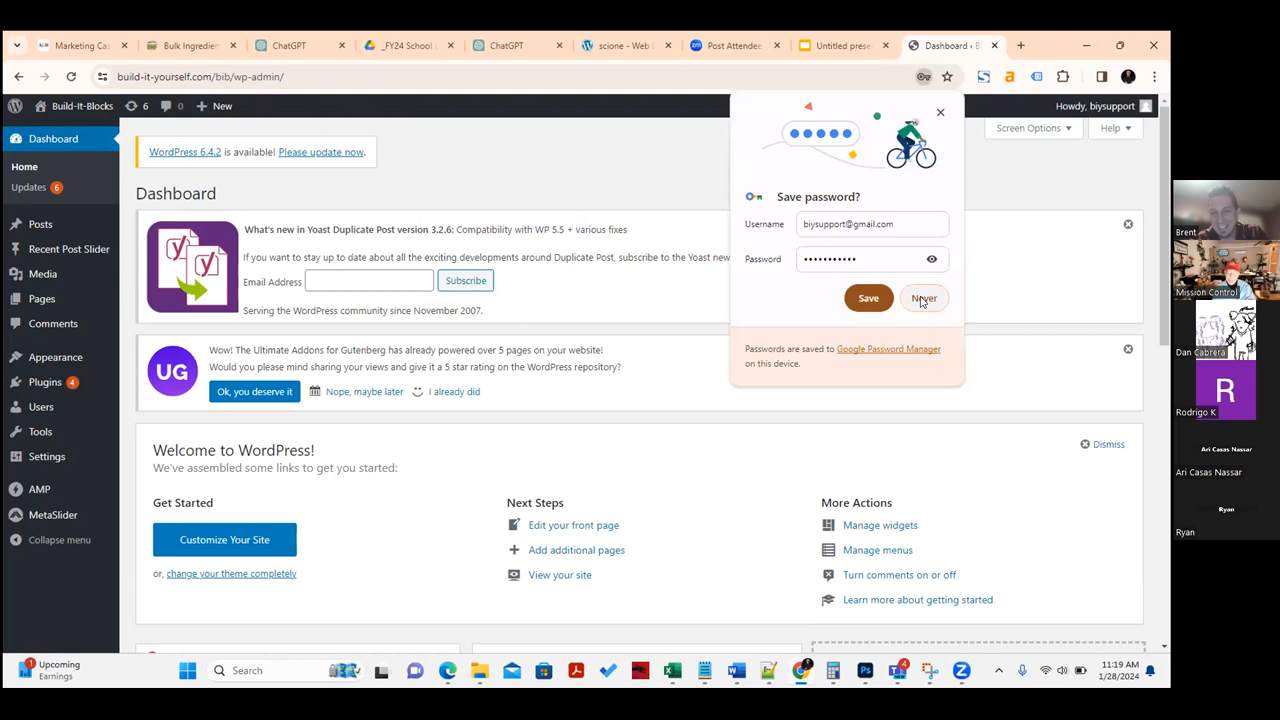 Marketing Ca
Bulk Ingredien
ChatGPT
_FY24 School L
ChatGPT
scione - Web C
Post Attendee
Untitled prese
Dashboard ‹ B
build-it-yourself.com/bib/wp-admin/
Build-It-Blocks
6
0
New
Howdy, biysupport
Dashboard
Home
Updates 6
Posts
Recent Post Slider
Media
Pages
Comments
Appearance
Plugins 4
Users
Tools
Settings
AMP
MetaSlider
Collapse menu
WordPress 6.4.2 is available! Please update now.
Screen Options
Help
Dashboard
What's new in Yoast Duplicate Post version 3.2.6: Compatibility with WP 5.5 + various fixes
If you want to stay up to date about all the exciting developments around Duplicate Post, subscribe to the Yoast
Email Address
Subscribe
Serving the WordPress community since November 2007.
UG
Wow! The Ultimate Addons for Gutenberg has already powered over 5 pages on your website!
Would you please mind sharing your views and give it a 5 star rating on the WordPress repository?
Ok, you deserve it
Nope, maybe later
I already did
Save password?
Username
biysupport@gmail.com
Password
•••••••••••
Save
Never
Passwords are saved to Google Password Manager
on this device.
Welcome to WordPress!
We've assembled some links to get you started:
Dismiss
Get Started
Customize Your Site
or, change your theme completely
Next Steps
Edit your front page
Add additional pages
View your site
More Actions
Manage widgets
Manage menus
Turn comments on or off
Learn more about getting started
Brent
Mission Control
Dan Cabrera
R
Rodrigo K
Ari Casas Nassar
Ari Casas Nassar
Ryan
Ryan
1
Upcoming
Earnings
Search
4
11:19 AM
1/28/2024